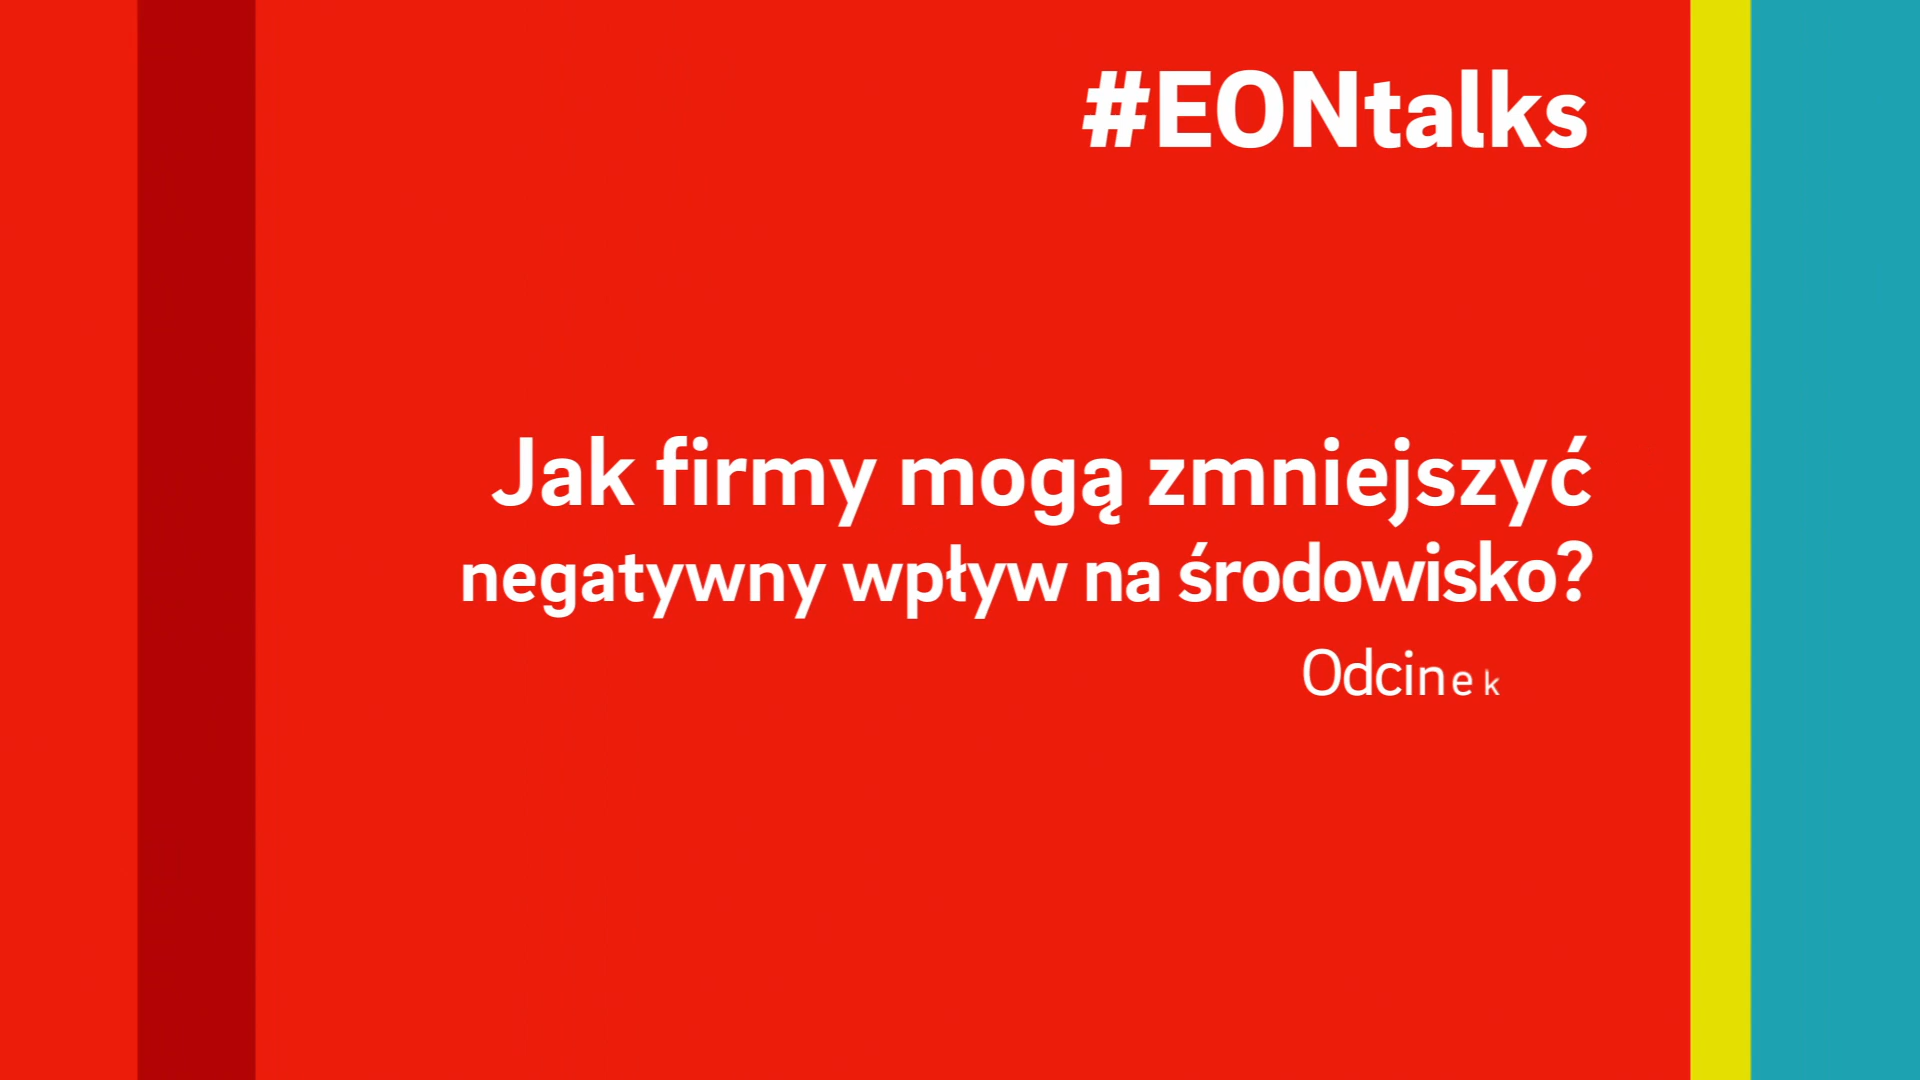 #EONtalks
Jak firmy mogą zmniejszyć
negatywny wpływ na środowisko?
Odcinek